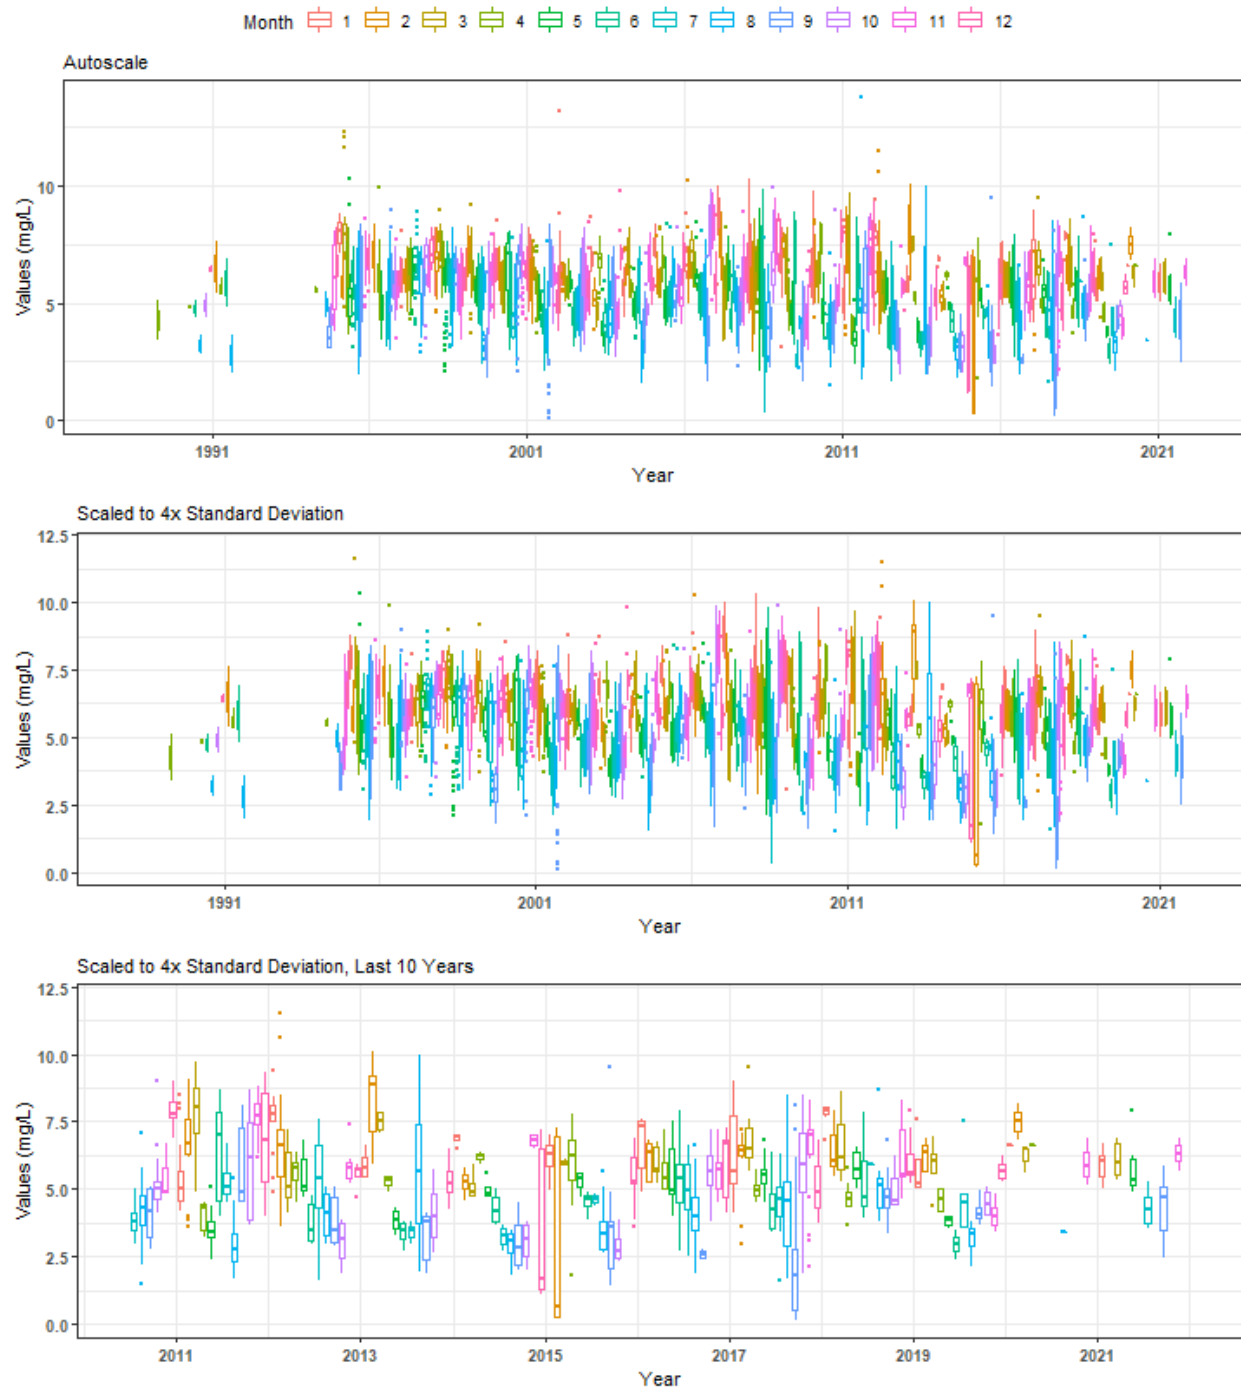 Month 1 2 3 4 5 6 7 8 9 10 11 12
Autoscale
10
5
0
Values (mg/L)
1991 2001 2011 2021
Year
Scaled to 4x Standard Deviation
12.5
10.0
7.5
5.0
2.5
0.0
Values (mg/L)
1991 2001 2011 2021
Year
Scaled to 4x Standard Deviation, Last 10 Years
12.5
10.0
7.5
5.0
2.5
0.0
Values (mg/L)
2011 2013 2015 2017 2019 2021
Year